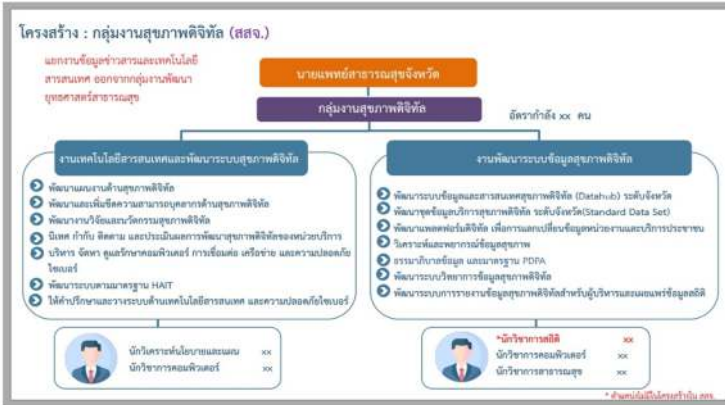 โครงสร้าง : กลุ่มงานสุขภาพดิจิทัล (สสจ.)
แยกงานข้อมูลข่าวสารและเทคโนโลยี
สารสนเทศ ออกจากกลุ่มงานพัฒนา
ยุทธศาสตร์สาธารณสุข
นายแพทย์สาธารณสุขจังหวัด
กลุ่มงานสุขภาพดิจิทัล
อัตรากำลัง xx คน
งานเทคโนโลยีสารสนเทศและพัฒนาระบบสุขภาพดิจิทัล
พัฒนาแผนงานด้านสุขภาพดิจิทัล
พัฒนาและเพิ่มขีดความสามารถบุคลากรด้านสุขภาพดิจิทัล
พัฒนางานวิจัยและนวัตกรรมสุขภาพดิจิทัล
นิเทศ กำกับ ติดตาม และประเมินผลการพัฒนาสุขภาพดิจิทัลของหน่วยบริการ
บริหาร จัดหา ดูแลรักษาคอมพิวเตอร์ การเชื่อมต่อ เครือข่าย และความปลอดภัย
ไซเบอร์
พัฒนาระบบตามมาตรฐาน HAIT
ให้คำปรึกษาและวางระบบด้านเทคโนโลยีสารสนเทศ และความปลอดภัยไซเบอร์
นักวิเคราะห์นโยบายและแผน xx
นักวิชาการคอมพิวเตอร์ xx
งานพัฒนาระบบข้อมูลสุขภาพดิจิทัล
พัฒนาระบบข้อมูลและสารสนเทศสุขภาพดิจิทัล (Datahub) ระดับจังหวัด
พัฒนาชุดข้อมูลบริการสุขภาพดิจิทัล ระดับจังหวัด(Standard Data Set)
พัฒนาแพลตฟอร์มดิจิทัล เพื่อการแลกเปลี่ยนข้อมูลหน่วยงานและบริการประชาชน
วิเคราะห์และพยากรณ์ข้อมูลสุขภาพ
ธรรมาภิบาลข้อมูล และมาตรฐาน PDPA
พัฒนาระบบวิทยาการข้อมูลสุขภาพดิจิทัล
พัฒนาระบบการรายงานข้อมูลสุขภาพดิจิทัลสำหรับผู้บริหารและเผยแพร่ข้อมูลสถิติ
*นักวิชาการสถิติ xx
นักวิชาการคอมพิวเตอร์ xx
นักวิชาการสาธารณสุข xx
* ตำแหน่งไม่มีในโครงสร้างใน สสจ.